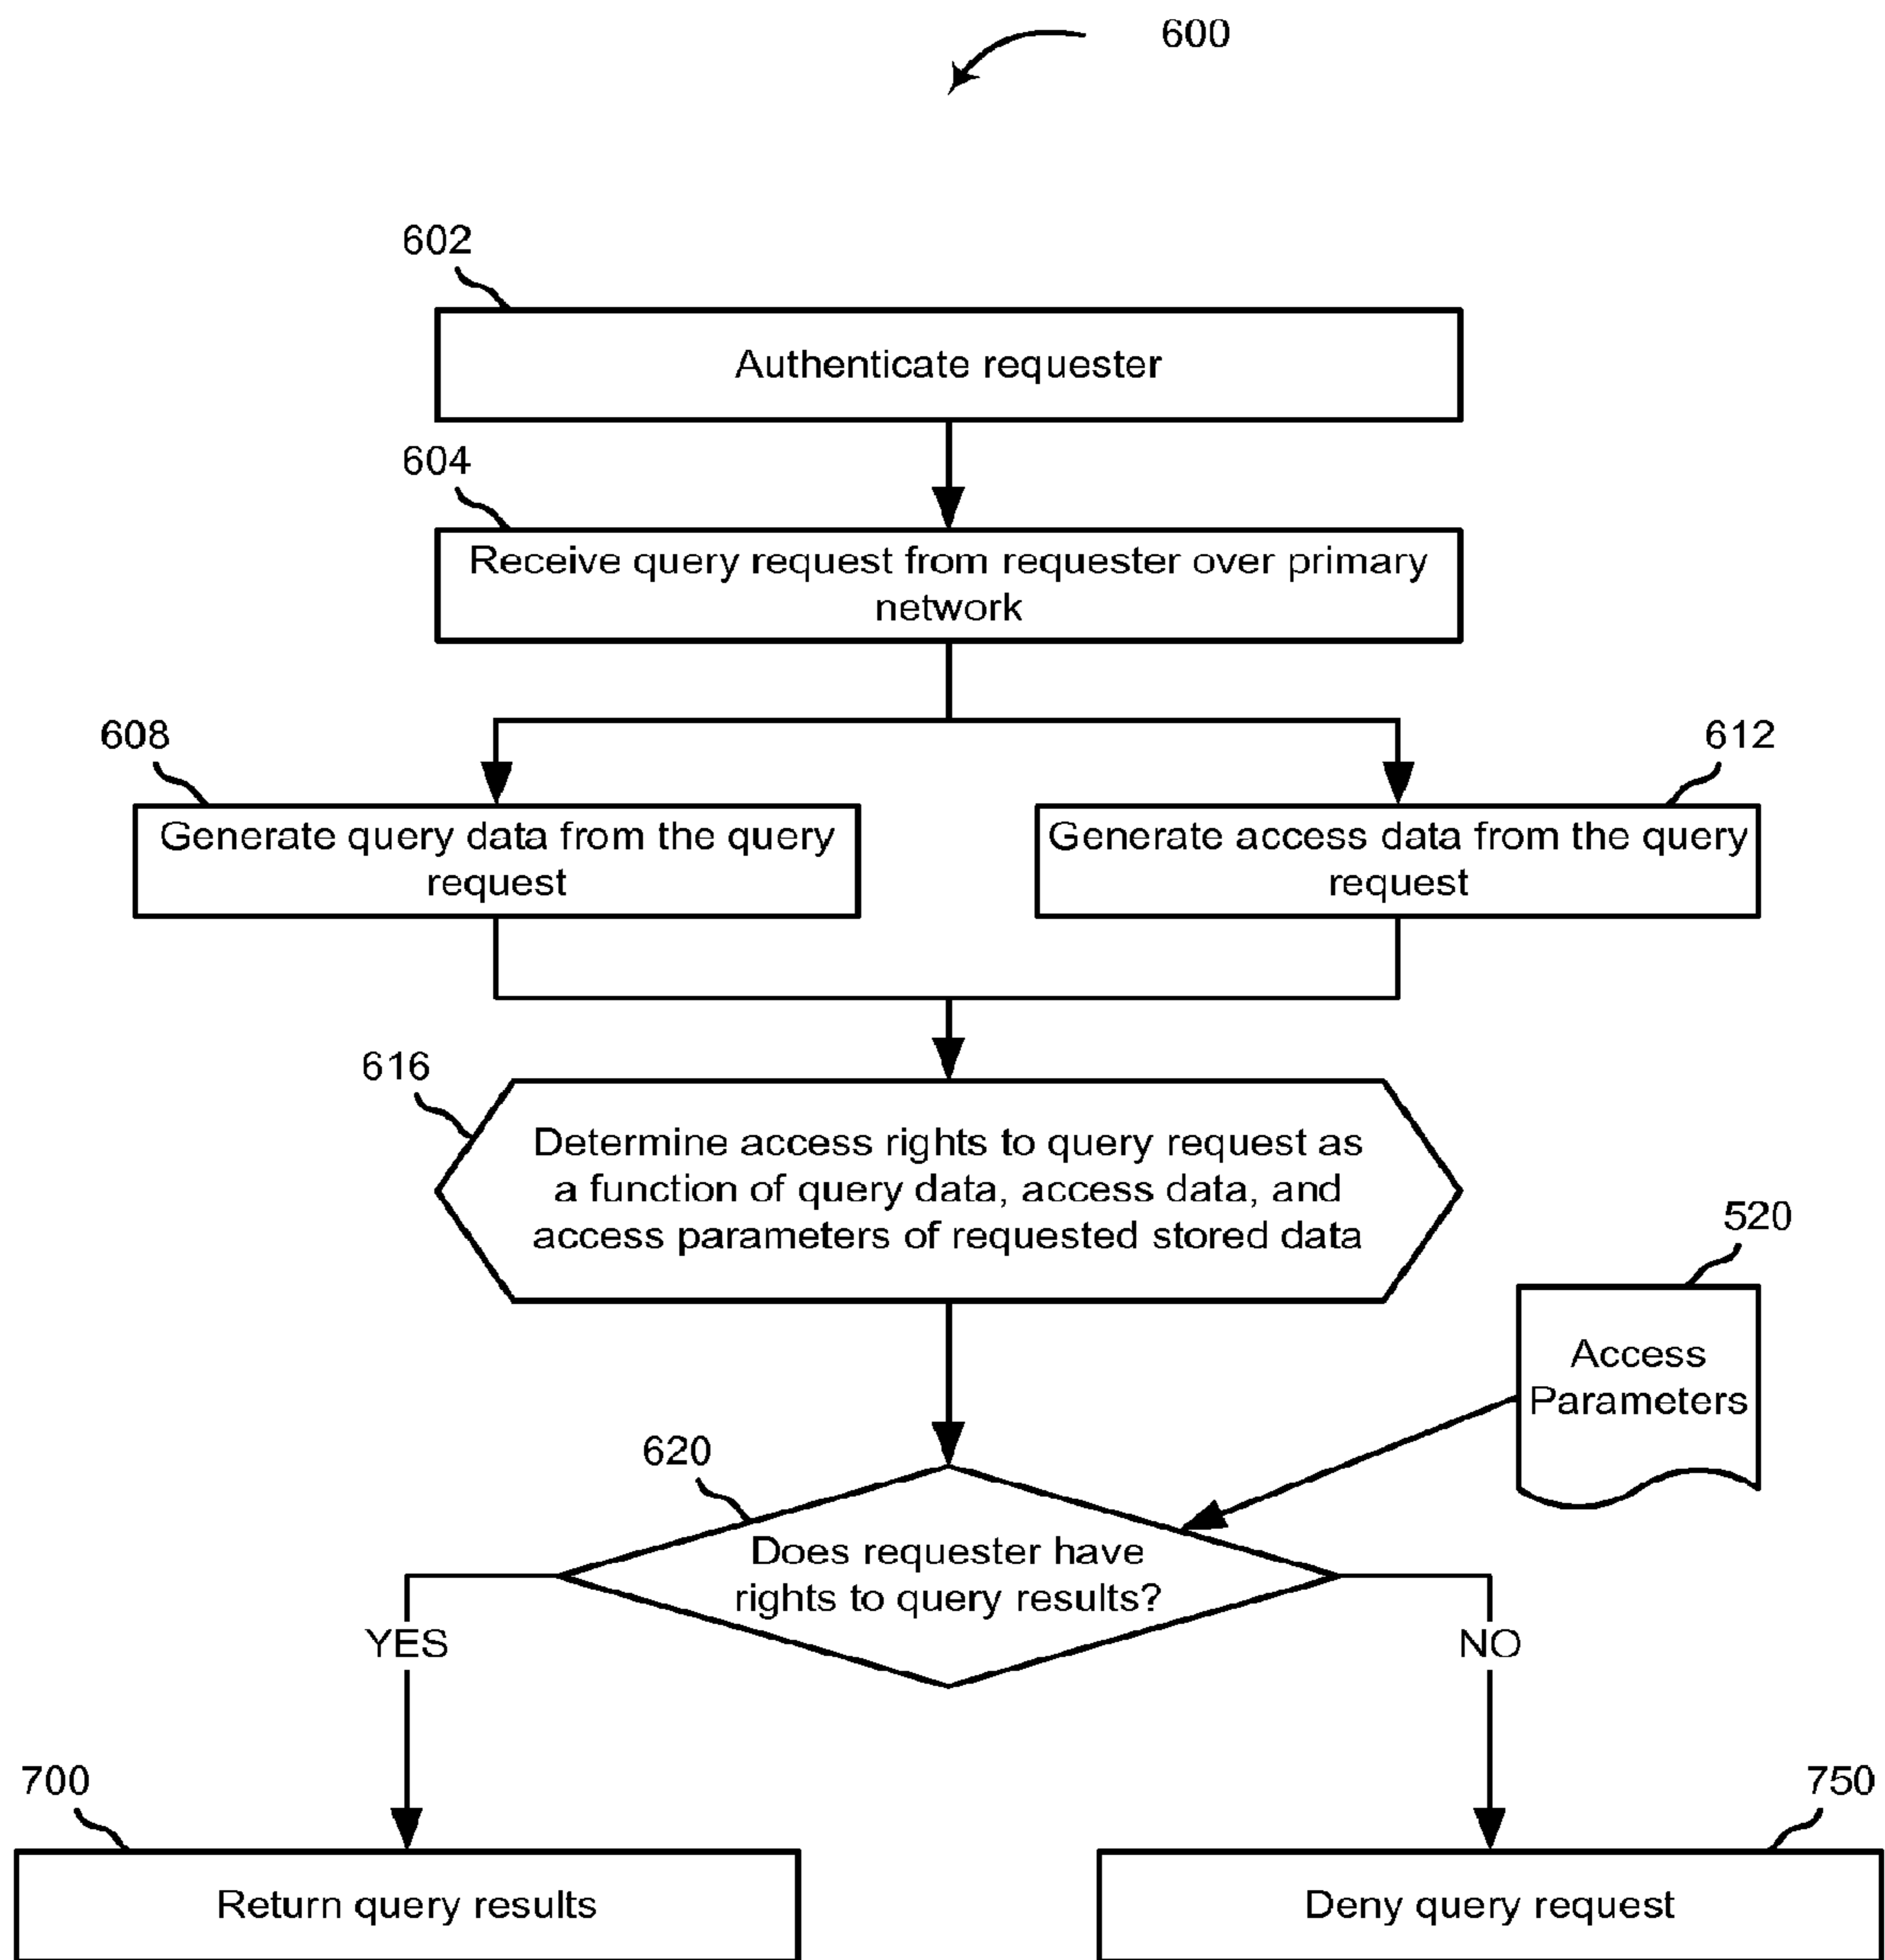 600
602
Authenticate requester
604
Receive query request from requester over primary
network
608
612
Generate query data from the query
request
Generate access data from the query
request
616
Determine access rights to query request as
a function of query data, access data, and
access parameters of requested stored data
520
Access
Parameters
620
Does requester have
rights to query results?
YES
NO
700
750
Return query results
Deny query request